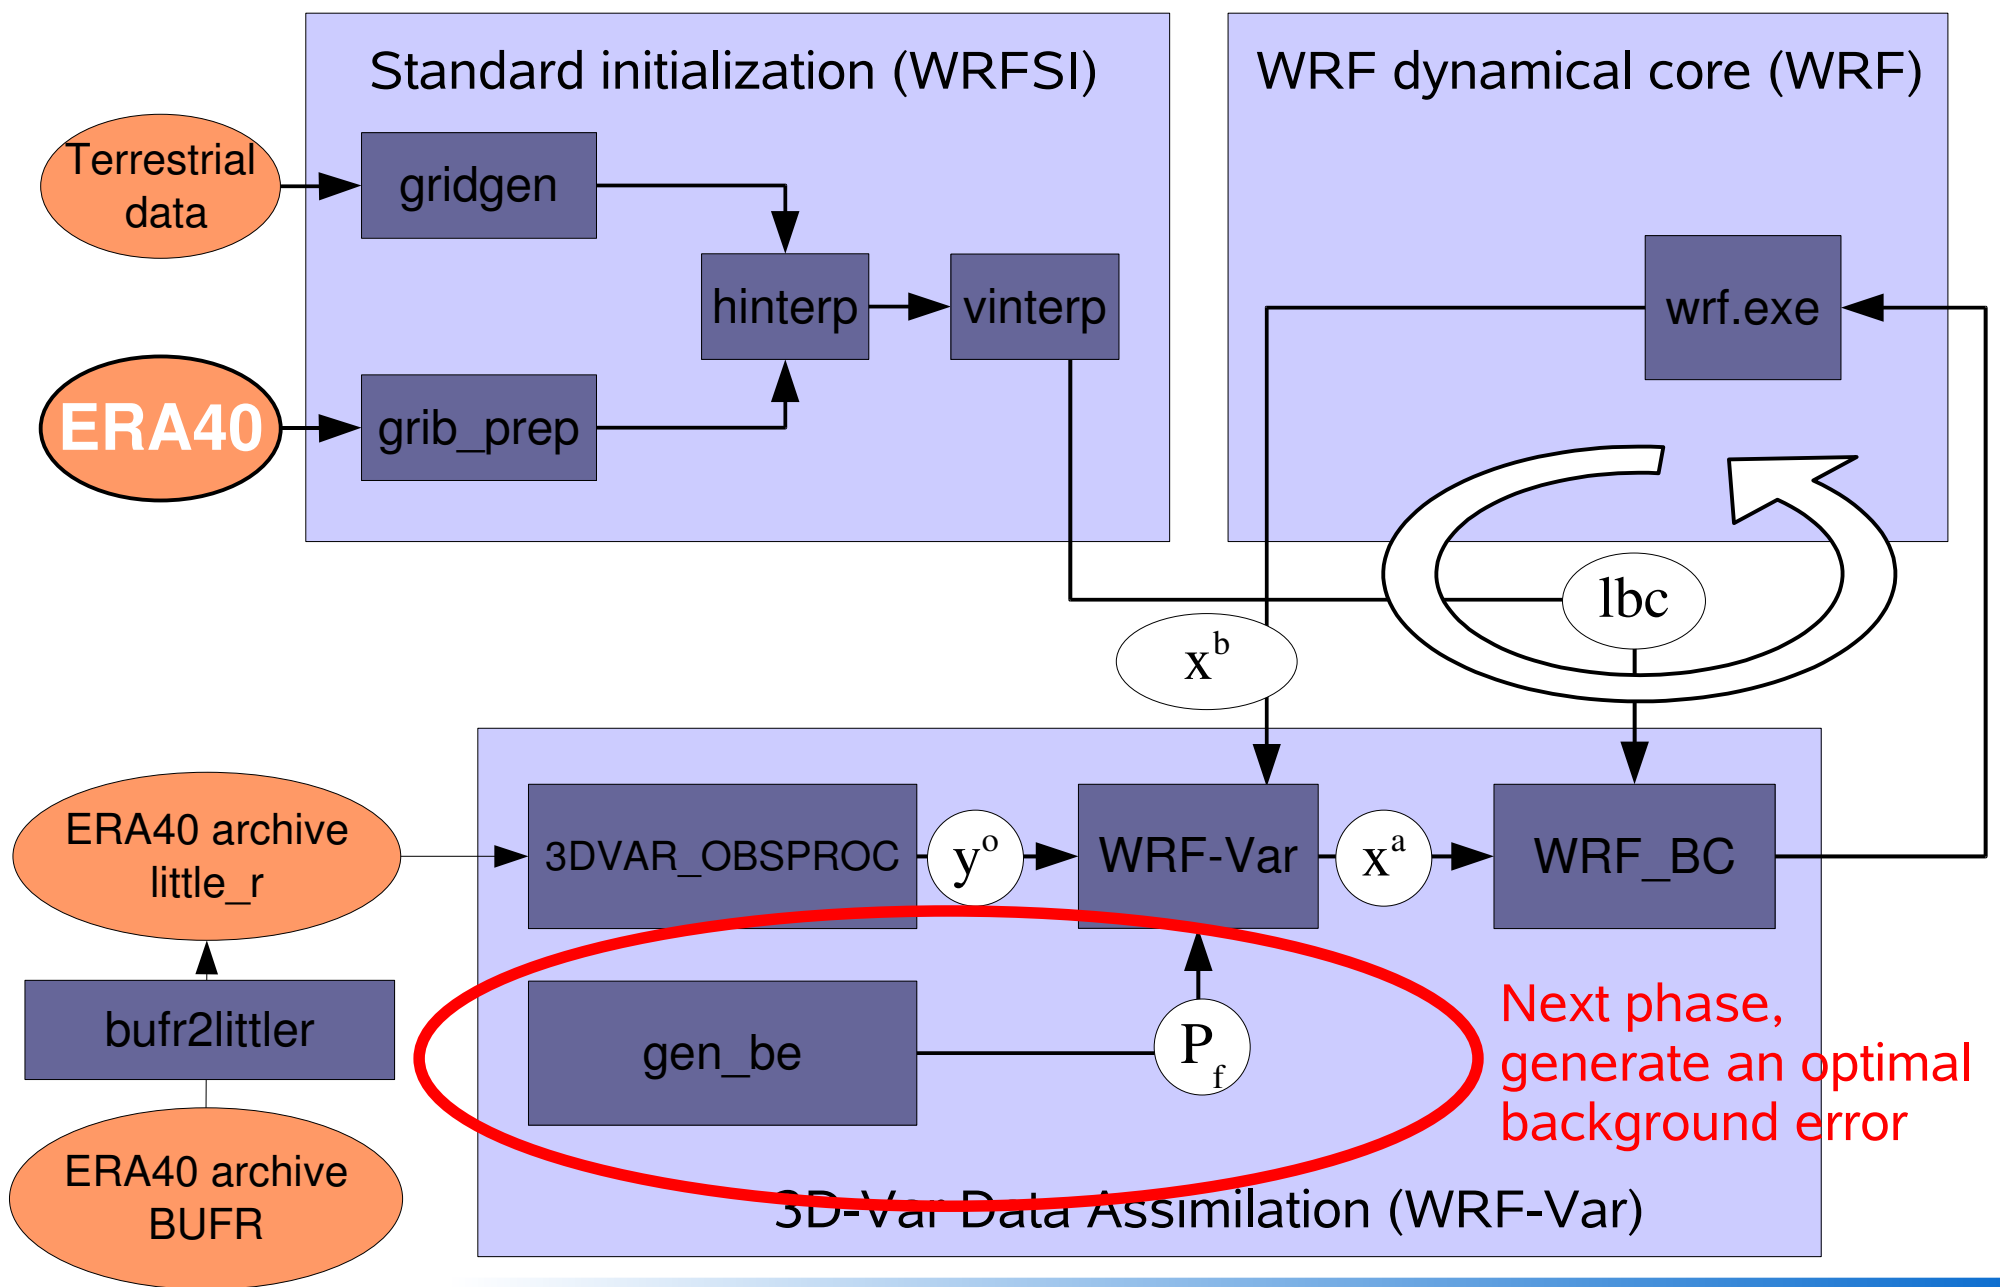 Standard initialization (WRFSI)
WRF dynamical core (WRF)
Terrestrial
data
gridgen
hinterp
vinterp
wrf.exe
ERA40
grib_prep
lbc
x^b
ERA40 archive
little_r
3DVAR_OBSPROC
y^o
WRF-Var
x^a
WRF_BC
bufr2littler
gen_be
P_f
Next phase,
generate an optimal
background error
ERA40 archive
BUFR
3D-Var Data Assimilation (WRF-Var)